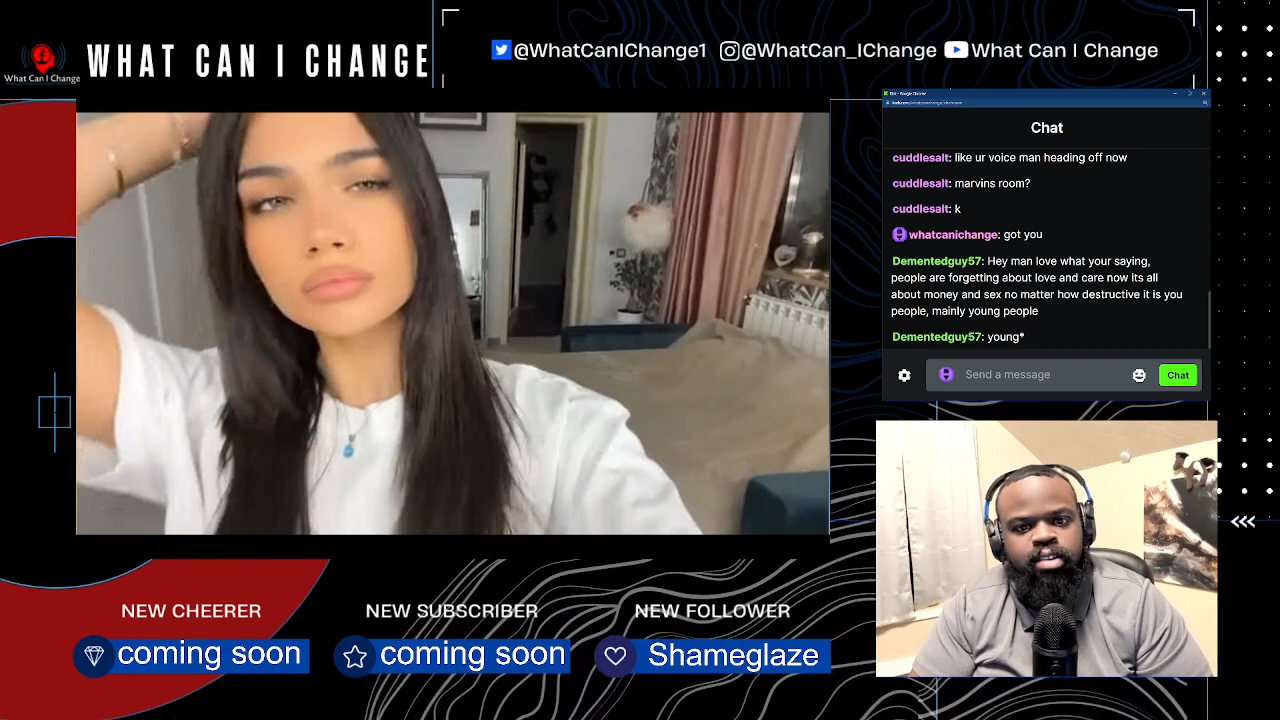 What Can I Change
WHAT CAN I CHANGE
@WhatCanIChange1
@WhatCan_IChange
What Can I Change
Chat
cuddlesalt: like ur voice man heading off now
cuddlesalt: marvins room?
cuddlesalt: k
whatcanichange: got you
Dementedguy57: Hey man love what your saying,
people are forgetting about love and care now its all
about money and sex no matter how destructive it is you
people, mainly young people
Dementedguy57: young*
Send a message
Chat
NEW CHEERER
coming soon
NEW SUBSCRIBER
coming soon
NEW FOLLOWER
Shameglaze